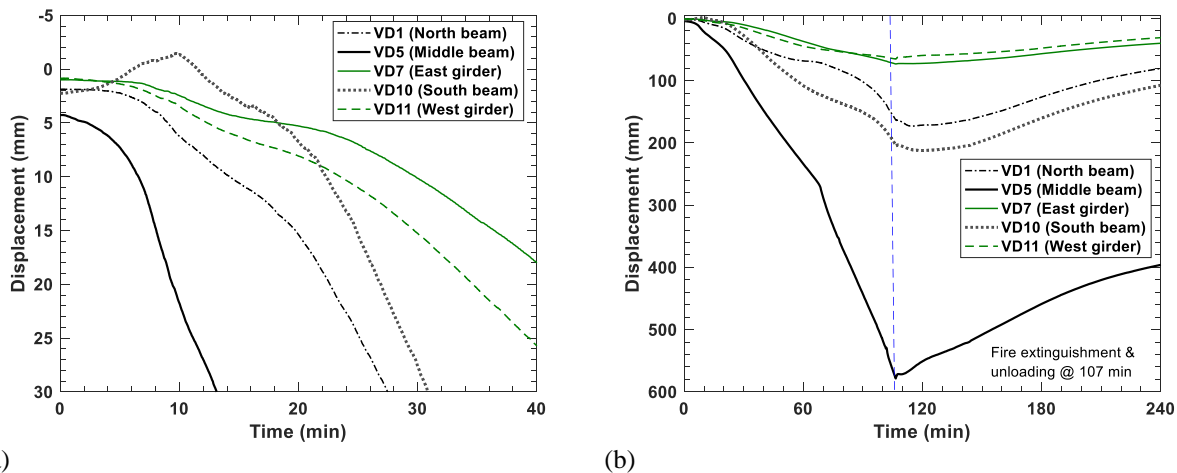 -5
0
5
10
15
20
25
30
0
10
20
30
40
Displacement (mm)
Time (min)
VD1 (North beam)
VD5 (Middle beam)
VD7 (East girder)
VD10 (South beam)
VD11 (West girder)
)
0
100
200
300
400
500
600
0
60
120
180
240
Displacement (mm)
Time (min)
VD1 (North beam)
VD5 (Middle beam)
VD7 (East girder)
VD10 (South beam)
VD11 (West girder)
Fire extinguishment &
unloading @ 107 min
(b)